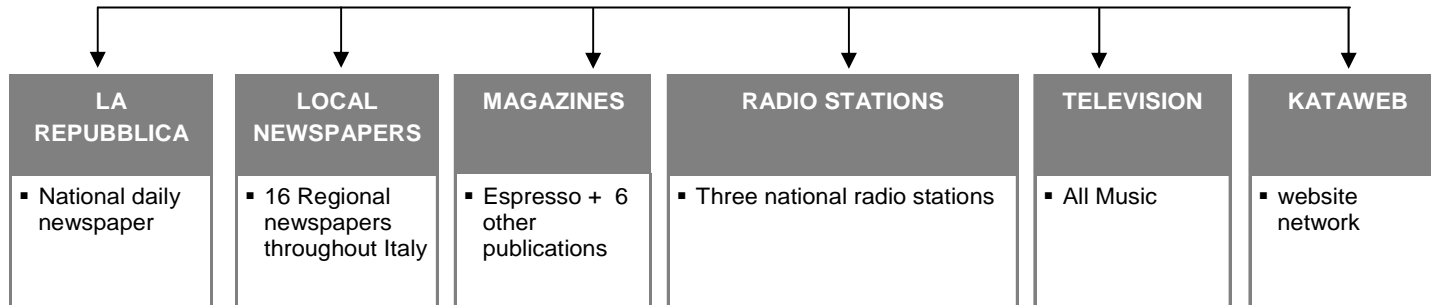 LA
REPUBBLICA
▪ National daily
newspaper
LOCAL
NEWSPAPERS
▪ 16 Regional
newspapers
throughout Italy
MAGAZINES
▪ Espresso + 6
other
publications
RADIO STATIONS
▪ Three national radio stations
TELEVISION
▪ All Music
KATAWEB
▪ website
network